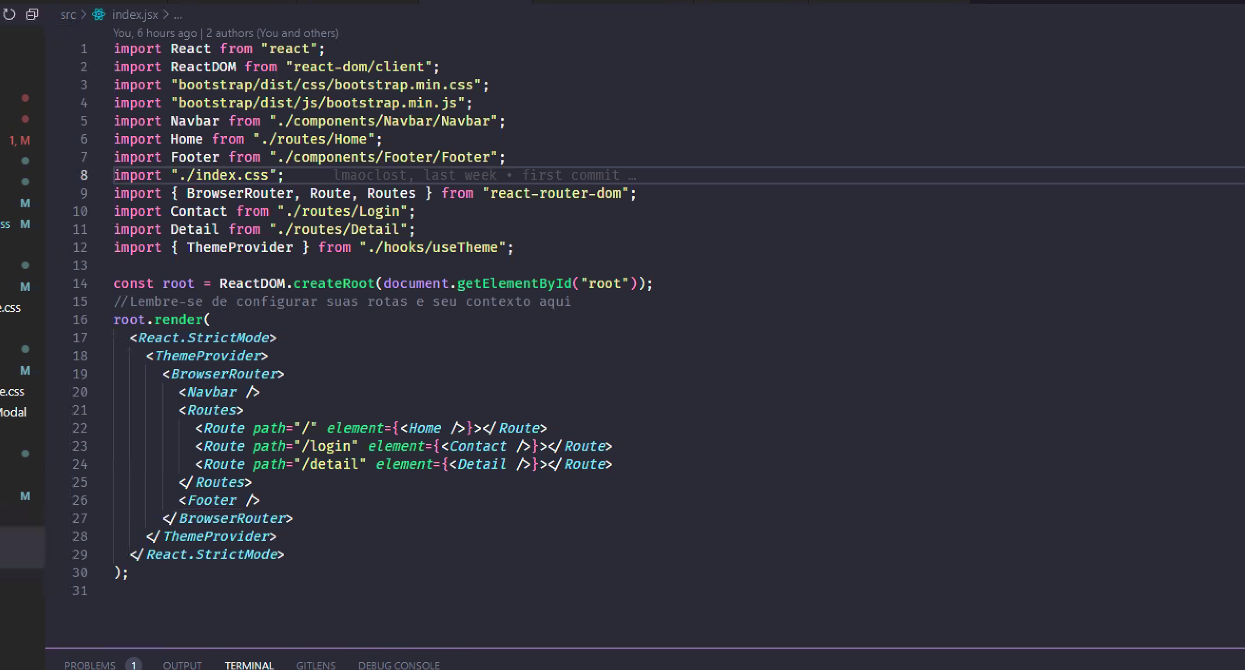 src > index.jsx > ...
You, 6 hours ago | 2 authors (You and others)
1 import React from "react";
2 import ReactDOM from "react-dom/client";
3 import "bootstrap/dist/css/bootstrap.min.css";
4 import "bootstrap/dist/js/bootstrap.min.js";
5 import Navbar from "./components/Navbar/Navbar";
1, M
6 import Home from "./routes/Home";
7 import Footer from "./components/Footer/Footer";
8 import "./index.css"; lmaoclost, last week • first commit …
9 import { BrowserRouter, Route, Routes } from "react-router-dom";
M
10 import Contact from "./routes/Login";
ss M
11 import Detail from "./routes/Detail";
12 import { ThemeProvider } from "./hooks/useTheme";
13
14 const root = ReactDOM.createRoot(document.getElementById("root"));
M
15 //Lembre-se de configurar suas rotas e seu contexto aqui
e.css
16 root.render(
17 <React.StrictMode>
18 <ThemeProvider>
19 <BrowserRouter>
M
20 <Navbar />
e.css
21 <Routes>
Modal
22 <Route path="/" element={<Home />}></Route>
23 <Route path="/login" element={<Contact />}></Route>
24 <Route path="/detail" element={<Detail />}></Route>
25 </Routes>
M
26 <Footer />
27 </BrowserRouter>
28 </ThemeProvider>
29 </React.StrictMode>
30 );
31
PROBLEMS 1 OUTPUT TERMINAL GITLENS DEBUG CONSOLE